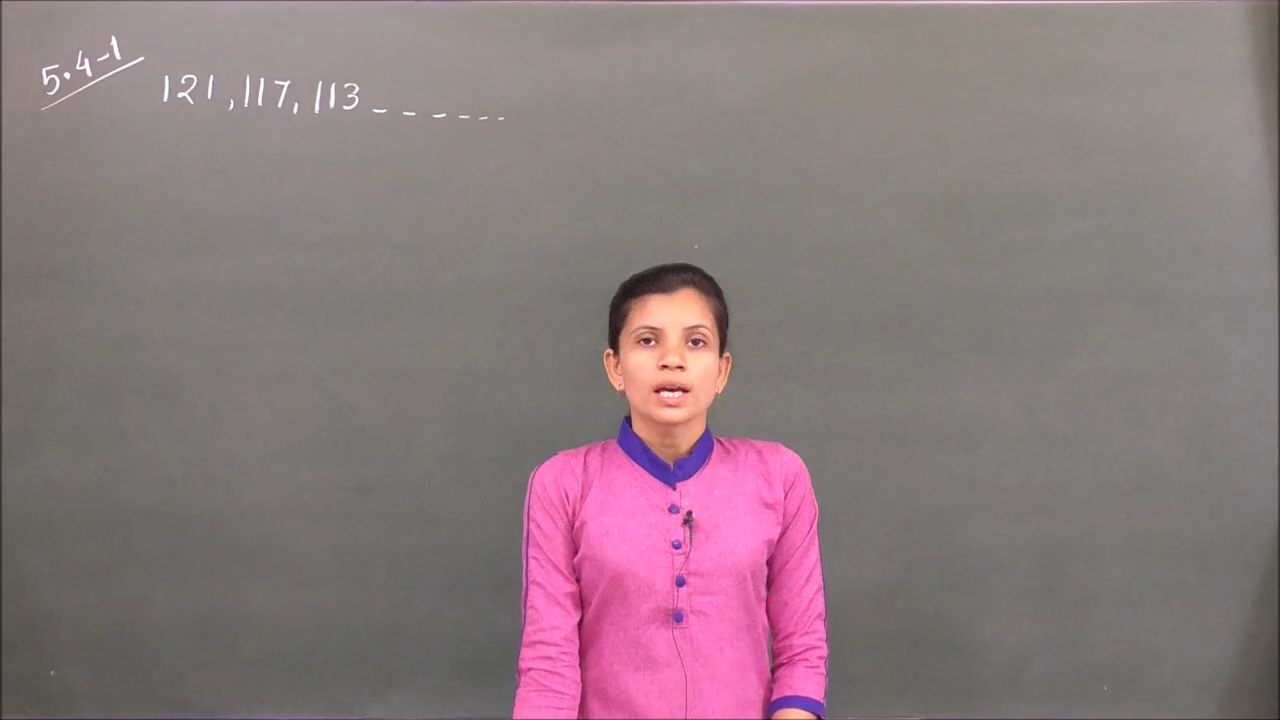 5.4-1 121, 117, 113 - - - - - -